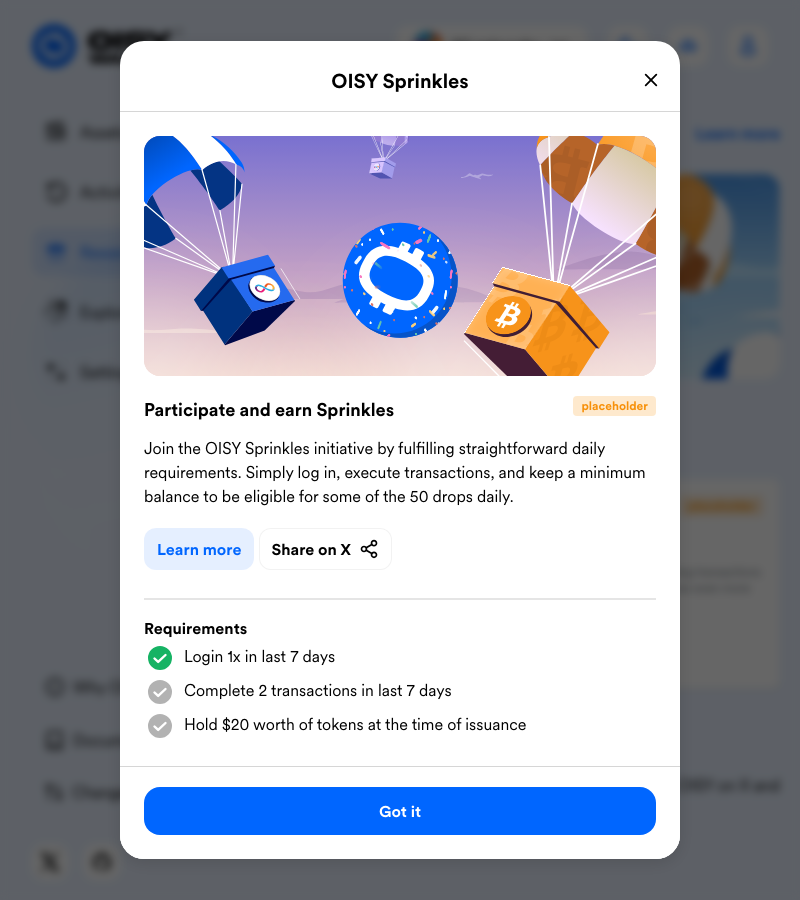 OISY Sprinkles
Participate and earn Sprinkles
placeholder
Join the OISY Sprinkles initiative by fulfilling straightforward daily
requirements. Simply log in, execute transactions, and keep a minimum
balance to be eligible for some of the 50 drops daily.
Learn more
Share on X
Requirements
Login 1x in last 7 days
Complete 2 transactions in last 7 days
Hold $20 worth of tokens at the time of issuance
Got it